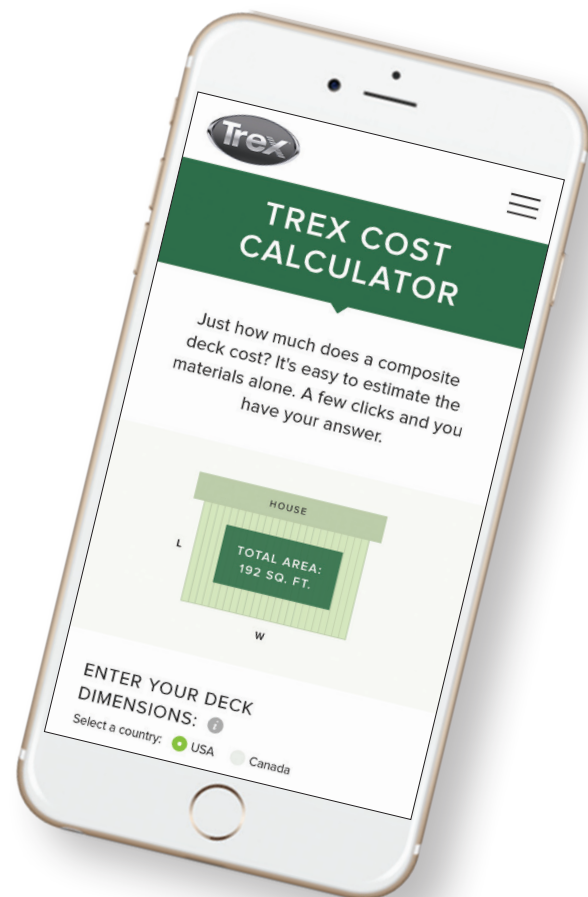 Trex
TREX COST
CALCULATOR
Just how much does a composite
deck cost? It's easy to estimate the
materials alone. A few clicks and you
have your answer.
HOUSE
L
TOTAL AREA:
192 SQ. FT.
W
ENTER YOUR DECK
DIMENSIONS: i
Select a country: USA Canada